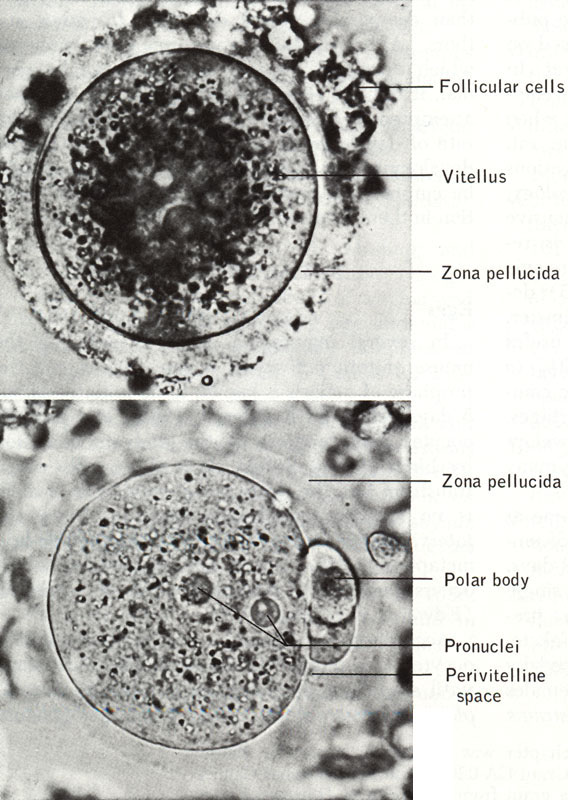 Follicular cells
Vitellus
Zona pellucida
Zona pellucida
Polar body
Pronuclei
Perivitelline
space